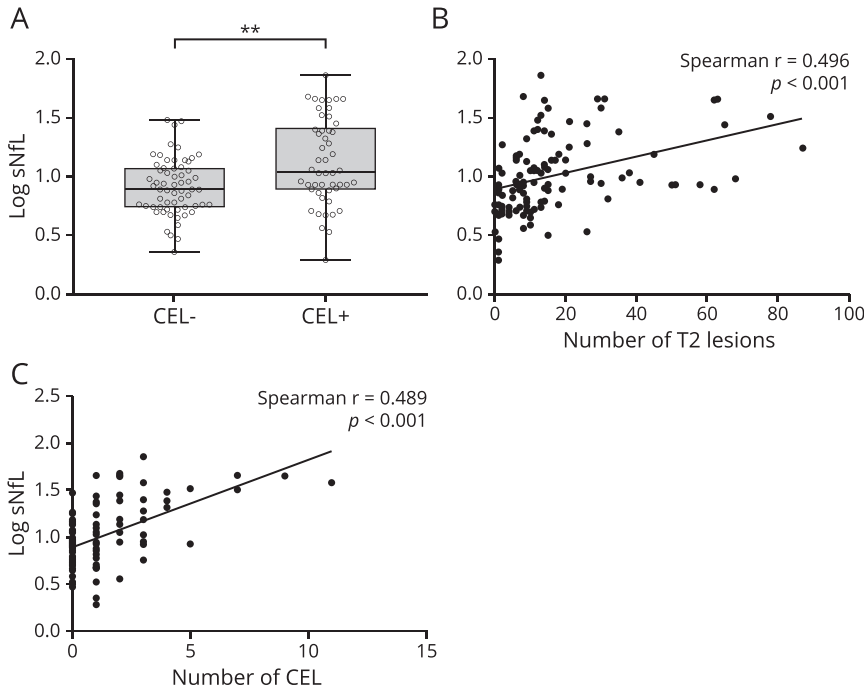 A
**
Log sNfL
2.0
1.5
1.0
0.5
0.0
CEL-
CEL+
B
Spearman r = 0.496
p < 0.001
Log sNfL
2.0
1.5
1.0
0.5
0.0
0 20 40 60 80 100
Number of T2 lesions
C
Spearman r = 0.489
p < 0.001
Log sNfL
2.5
2.0
1.5
1.0
0.5
0.0
0 5 10 15
Number of CEL